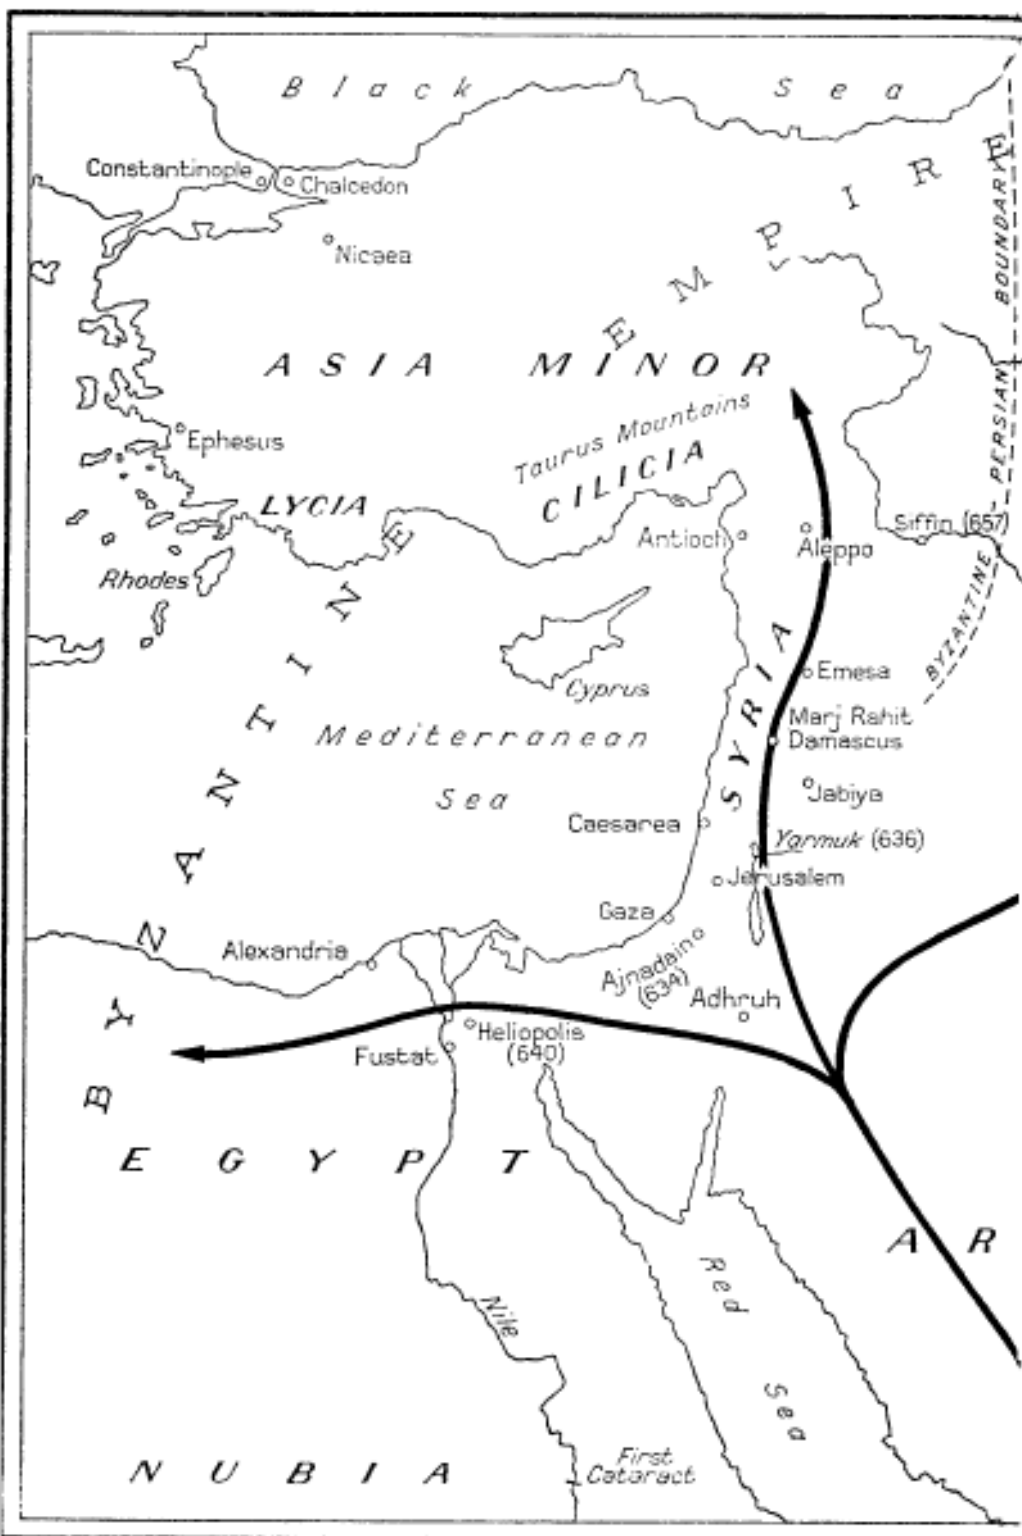 Black Sea
Constantinople
Chalcedon
Nicaea
BYZANTINE EMPIRE
BYZANTINE - PERSIAN BOUNDARY
ASIA MINOR
Taurus Mountains
CILICIA
Ephesus
LYCIA
Rhodes
Antioch
Aleppo
Siffin (657)
Cyprus
SYRIA
Emesa
Marj Rahit
Damascus
Mediterranean
Sea
Jabiya
Caesarea
Yarmuk (636)
Jerusalem
Gaza
Alexandria
Ajnadain
(634)
Adhruh
Heliopolis
(640)
Fustat
EGYPT
AR
Red Sea
Nile
First
Cataract
NUBIA